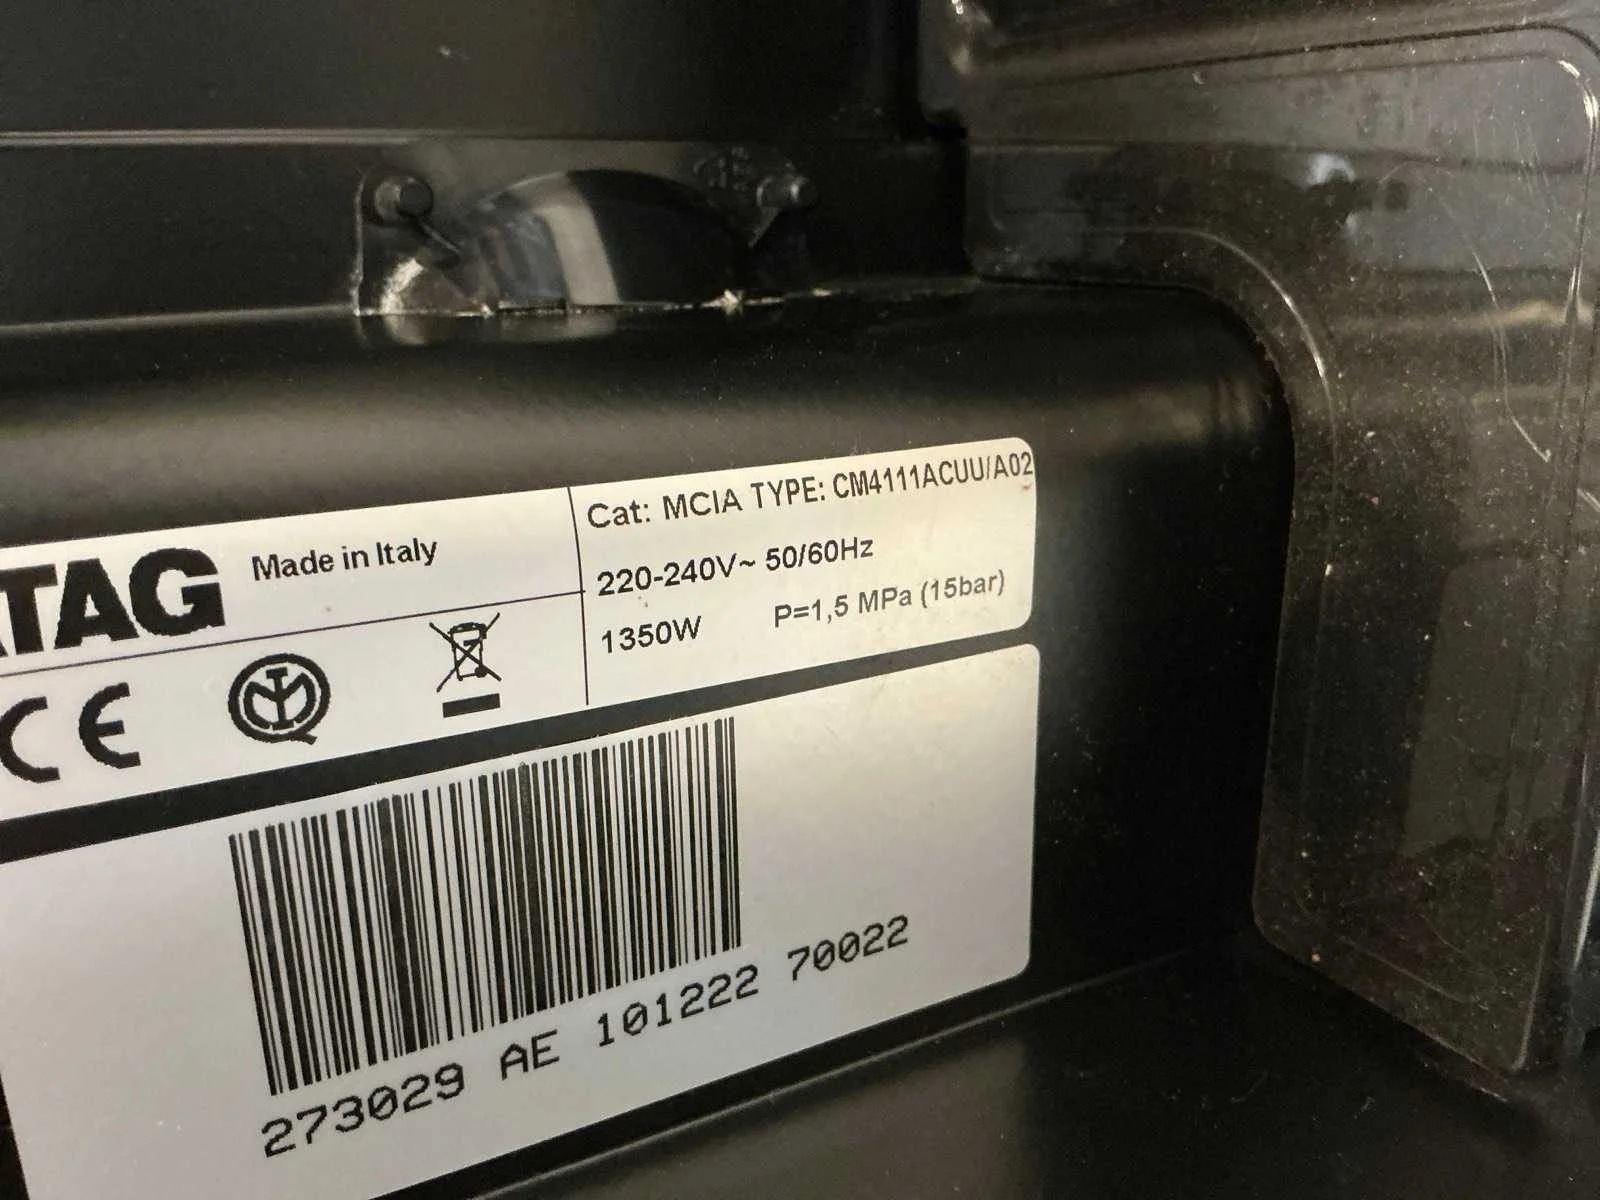 TAG Made in Italy
Cat: MCIA TYPE: CM4111ACUU/A02
220-240V~ 50/60Hz
1350W P=1,5 MPa (15bar)
CE
273029 AE 101222 70022